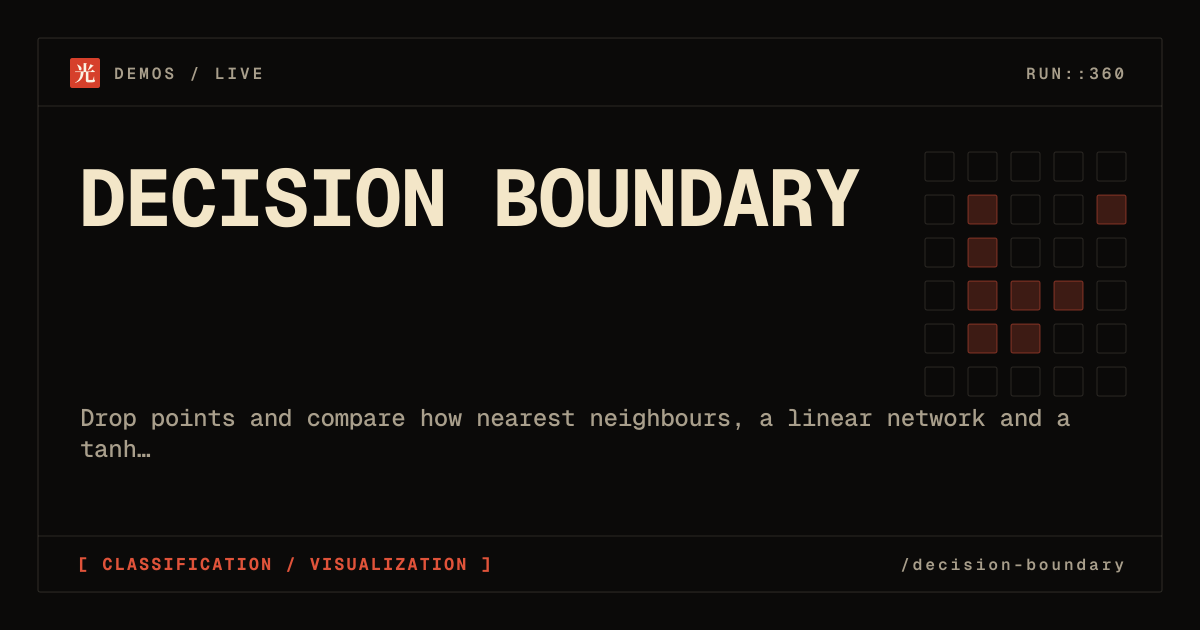 光 DEMOS / LIVE
RUN::360
DECISION BOUNDARY
Drop points and compare how nearest neighbours, a linear network and a
tanh…
[ CLASSIFICATION / VISUALIZATION ]
/decision-boundary